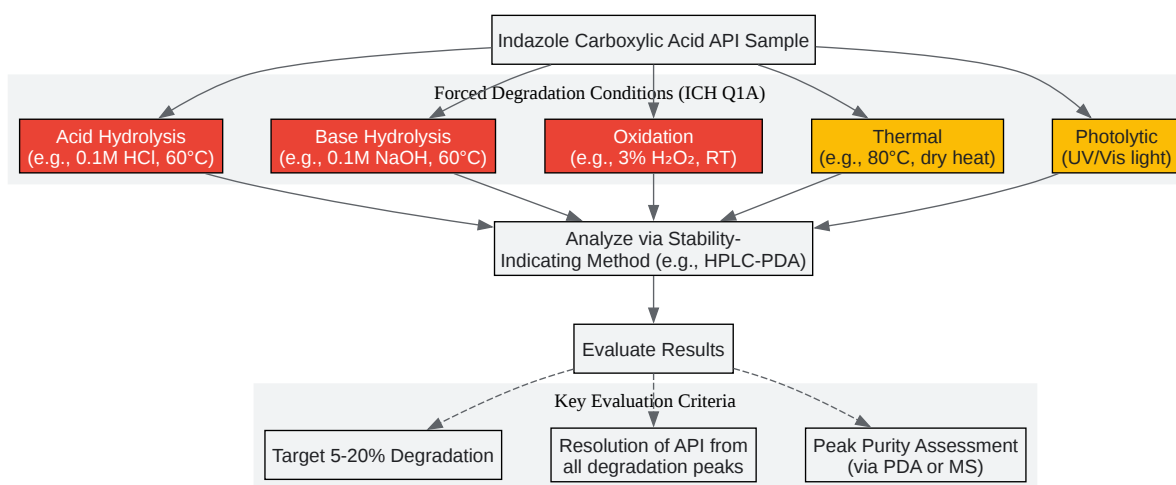 Indazole Carboxylic Acid API Sample
Forced Degradation Conditions (ICH Q1A)
Acid Hydrolysis
(e.g., 0.1M HCl, 60°C)
Base Hydrolysis
(e.g., 0.1M NaOH, 60°C)
Oxidation
(e.g., 3% H₂O₂, RT)
Thermal
(e.g., 80°C, dry heat)
Photolytic
(UV/Vis light)
Analyze via Stability-
Indicating Method (e.g., HPLC-PDA)
Evaluate Results
Key Evaluation Criteria
Target 5-20% Degradation
Resolution of API from
all degradation peaks
Peak Purity Assessment
(via PDA or MS)